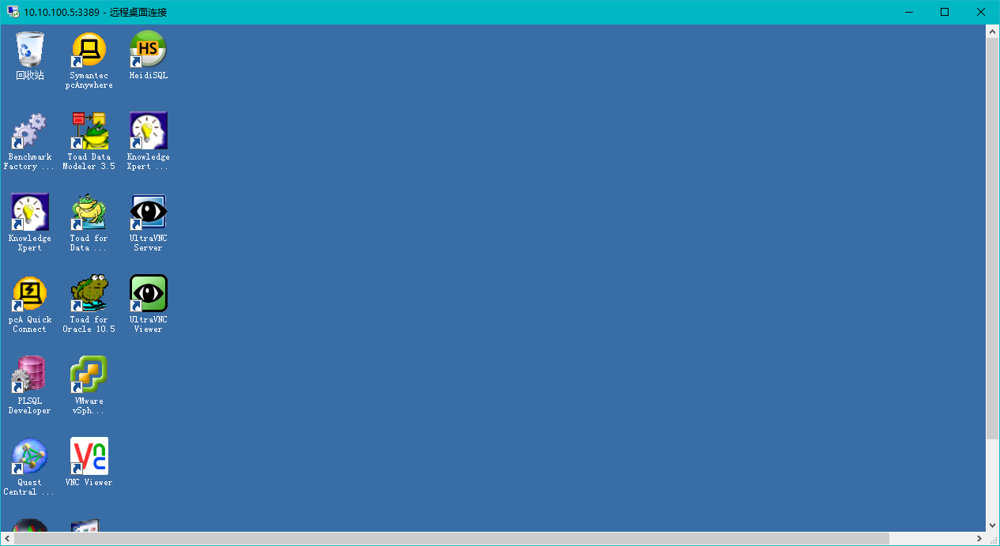 10.10.100.5:3389 - 远程桌面连接
回收站
Symantec
pcAnywhere
HS
HeidiSQL
Benchmark
Factory ...
Toad Data
Modeler 3.5
Knowledge
Xpert ...
Knowledge
Xpert
Toad for
Data ...
UltraVNC
Server
pcA Quick
Connect
Toad for
Oracle 10.5
UltraVNC
Viewer
PLSQL
Developer
VMware
vSph...
Quest
Central ...
Vnc
VNC Viewer